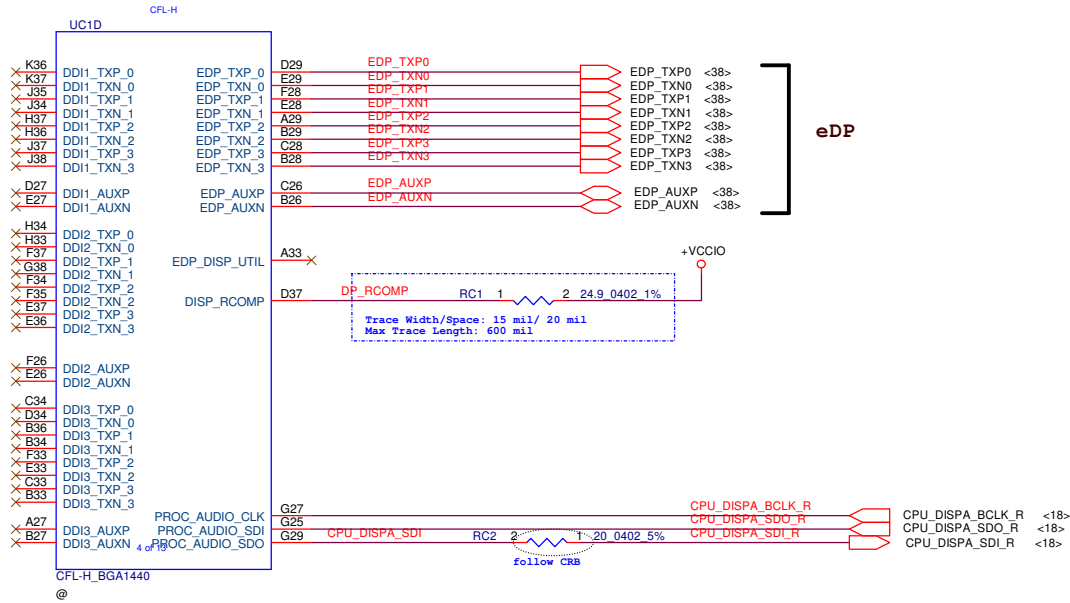 CFL-H
UC1D
K36 DDI1_TXP_0 EDP_TXP_0 D29 EDP_TXP0 EDP_TXP0 <38>
K37 DDI1_TXN_0 EDP_TXN_0 E29 EDP_TXN0 EDP_TXN0 <38>
J35 DDI1_TXP_1 EDP_TXP_1 F28 EDP_TXP1 EDP_TXP1 <38>
J34 DDI1_TXN_1 EDP_TXN_1 E28 EDP_TXN1 EDP_TXN1 <38>
H37 DDI1_TXP_2 EDP_TXP_2 A29 EDP_TXP2 EDP_TXP2 <38>
H36 DDI1_TXN_2 EDP_TXN_2 B29 EDP_TXN2 EDP_TXN2 <38>
J37 DDI1_TXP_3 EDP_TXP_3 C28 EDP_TXP3 EDP_TXP3 <38>
J38 DDI1_TXN_3 EDP_TXN_3 B28 EDP_TXN3 EDP_TXN3 <38>
eDP
D27 DDI1_AUXP EDP_AUXP C26 EDP_AUXP EDP_AUXP <38>
E27 DDI1_AUXN EDP_AUXN B26 EDP_AUXN EDP_AUXN <38>
H34 DDI2_TXP_0
H33 DDI2_TXN_0
F37 DDI2_TXP_1 EDP_DISP_UTIL A33
+VCCIO
G38 DDI2_TXN_1
F34 DDI2_TXP_2
F35 DDI2_TXN_2 DISP_RCOMP D37 DP_RCOMP RC1 1 2 24.9_0402_1%
E37 DDI2_TXP_3
E36 DDI2_TXN_3
Trace Width/Space: 15 mil/ 20 mil
Max Trace Length: 600 mil
F26 DDI2_AUXP
E26 DDI2_AUXN
C34 DDI3_TXP_0
D34 DDI3_TXN_0
B36 DDI3_TXP_1
B34 DDI3_TXN_1
F33 DDI3_TXP_2
E33 DDI3_TXN_2
C33 DDI3_TXP_3
B33 DDI3_TXN_3
PROC_AUDIO_CLK G27 CPU_DISPA_BCLK_R CPU_DISPA_BCLK_R <18>
A27 DDI3_AUXP PROC_AUDIO_SDI G25 CPU_DISPA_SDO_R CPU_DISPA_SDO_R <18>
B27 DDI3_AUXN PROC_AUDIO_SDO G29 CPU_DISPA_SDI RC2 2 1 20_0402_5% CPU_DISPA_SDI_R CPU_DISPA_SDI_R <18>
4 of 13
follow CRB
CFL-H_BGA1440
@